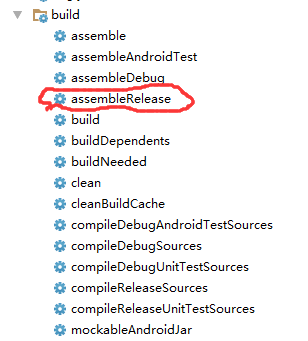 build
assemble
assembleAndroidTest
assembleDebug
assembleRelease
build
buildDependents
buildNeeded
clean
cleanBuildCache
compileDebugAndroidTestSources
compileDebugSources
compileDebugUnitTestSources
compileReleaseSources
compileReleaseUnitTestSources
mockableAndroidJar